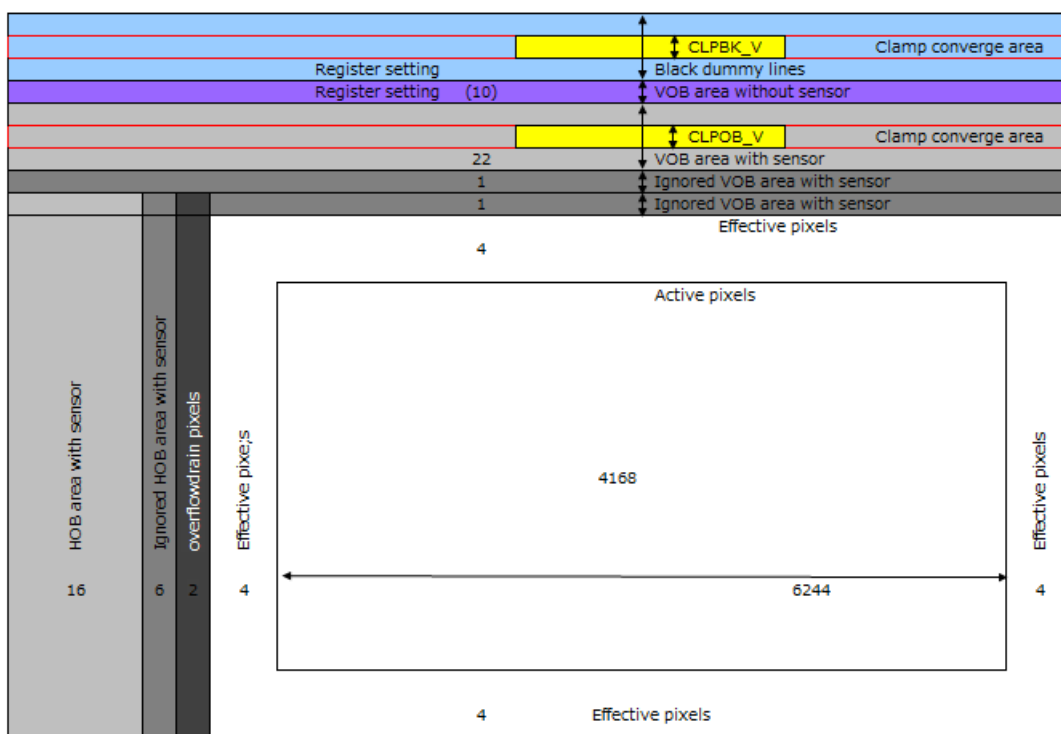 CLPBK_V Clamp converge area
Register setting Black dummy lines
Register setting (10) VOB area without sensor
CLPOB_V Clamp converge area
22 VOB area with sensor
1 Ignored VOB area with sensor
1 Ignored VOB area with sensor
Effective pixels
4
Active pixels
HOB area with sensor
Ignored HOB area with sensor
overflowdrain pixels
Effective pixe;s
4168
Effective pixels
16 6 2 4 6244 4
4 Effective pixels